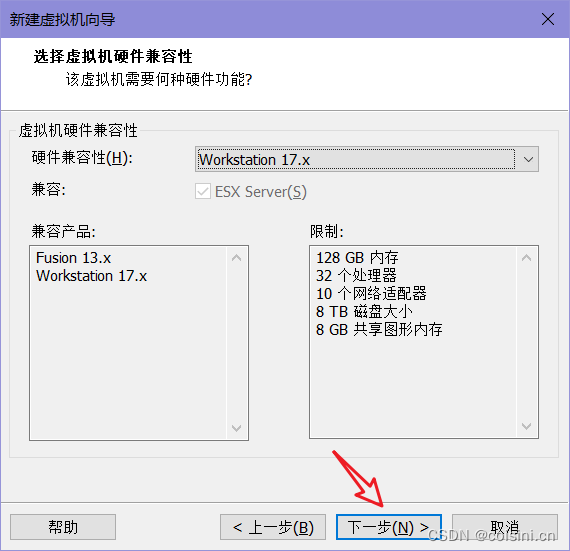 新建虚拟机向导
选择虚拟机硬件兼容性
该虚拟机需要何种硬件功能?
虚拟机硬件兼容性
硬件兼容性(H): Workstation 17.x
兼容: ESX Server(S)
兼容产品: 限制:
Fusion 13.x
Workstation 17.x
128 GB 内存
32 个处理器
10 个网络适配器
8 TB 磁盘大小
8 GB 共享图形内存
帮助 < 上一步(B) 下一步(N) > 取消
CSDN @coisini.cn